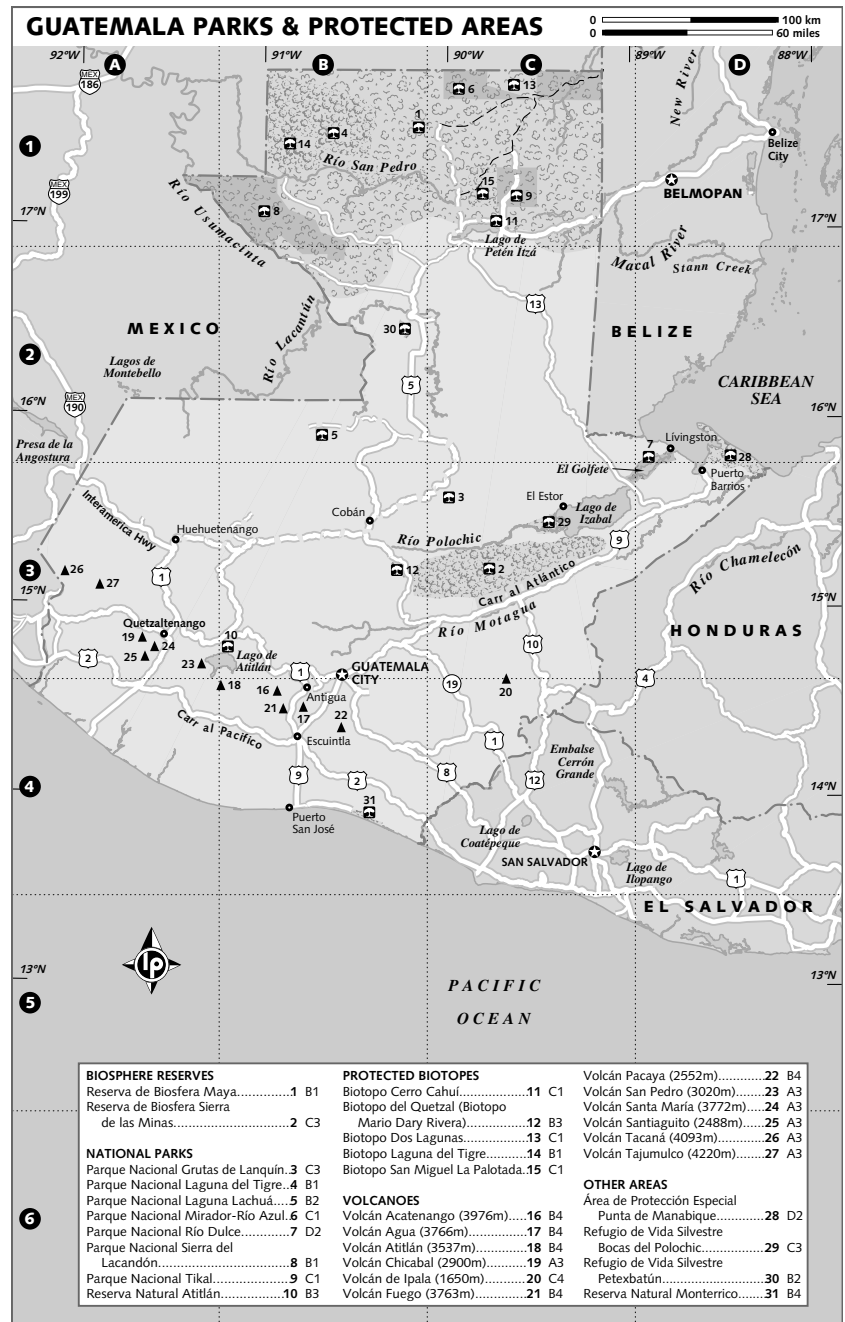 GUATEMALA PARKS & PROTECTED AREAS
0 100 km
0 60 miles
92°W
A
91°W
B
90°W
C
89°W
D
88°W
MEX
186
6
13
New River
1
4
14
Río San Pedro
Belize
City
1
MEX
199
15
9
BELMOPAN
Río Usumacinta
8
11
17°N
17°N
Lago de
Petén Itzá
Macal River
Stann Creek
13
MEXICO
Río Lacantún
30
BELIZE
2
Lagos de
Montebello
5
CARIBBEAN
SEA
MEX
190
16°N
16°N
5
Presa de la
Angostura
7
Lívingston
28
El Golfete
Puerto
Barrios
Interamerica Hwy
3
El Estor
Lago de
Izabal
Cobán
29
Huehuetenango
Río Polochic
9
3
26
27
1
12
2
Río Chamelecón
15°N
Carr al Atlántico
15°N
Río Motagua
Quetzaltenango
19
24
25
10
HONDURAS
2
23
Lago de
Atitlán
10
18
16
1
GUATEMALA
CITY
Antigua
19
20
4
21
17
22
Carr al Pacífico
Escuintla
1
Embalse
Cerrón
Grande
4
9
2
8
12
14°N
14°N
31
Puerto
San José
Lago de
Coatépeque
SAN SALVADOR
Lago de
Ilopango
1
EL SALVADOR
lp
13°N
13°N
PACIFIC
OCEAN
5
6
BIOSPHERE RESERVES
Reserva de Biosfera Maya..............1 B1
Reserva de Biosfera Sierra
de las Minas............................2 C3
NATIONAL PARKS
Parque Nacional Grutas de Lanquín.3 C3
Parque Nacional Laguna del Tigre..4 B1
Parque Nacional Laguna Lachuá....5 B2
Parque Nacional Mirador-Río Azul..6 C1
Parque Nacional Río Dulce............7 D2
Parque Nacional Sierra del
Lacandón................................8 B1
Parque Nacional Tikal..................9 C1
Reserva Natural Atitlán..............10 B3
PROTECTED BIOTOPES
Biotopo Cerro Cahuí...................11 C1
Biotopo del Quetzal (Biotopo
Mario Dary Rivera)................12 B3
Biotopo Dos Lagunas...................13 C1
Biotopo Laguna del Tigre............14 B1
Biotopo San Miguel La Palotada..15 C1
VOLCANOES
Volcán Acatenango (3976m).......16 B4
Volcán Agua (3766m)..................17 B4
Volcán Atitlán (3537m)................18 B4
Volcán Chicabal (2900m).............19 A3
Volcán de Ipala (1650m)..............20 C4
Volcán Fuego (3763m).................21 B4
Volcán Pacaya (2552m)................22 B4
Volcán San Pedro (3020m)...........23 A3
Volcán Santa María (3772m)........24 A3
Volcán Santiaguito (2488m).........25 A3
Volcán Tacaná (4093m)...............26 A3
Volcán Tajumulco (4220m)..........27 A3
OTHER AREAS
Área de Protección Especial
Punta de Manabique..............28 D2
Refugio de Vida Silvestre
Bocas del Polochic.................29 C3
Refugio de Vida Silvestre
Petexbatún............................30 B2
Reserva Natural Monterrico........31 B4